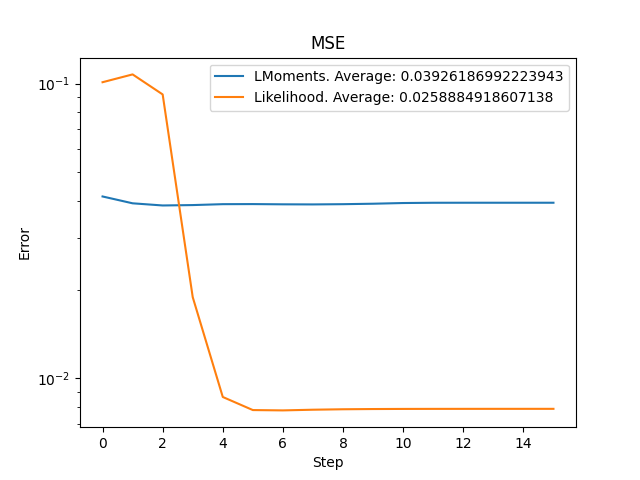 MSE
LMoments. Average: 0.03926186992223943
Likelihood. Average: 0.0258884918607138
Error
10⁻¹
10⁻²
0 2 4 6 8 10 12 14
Step